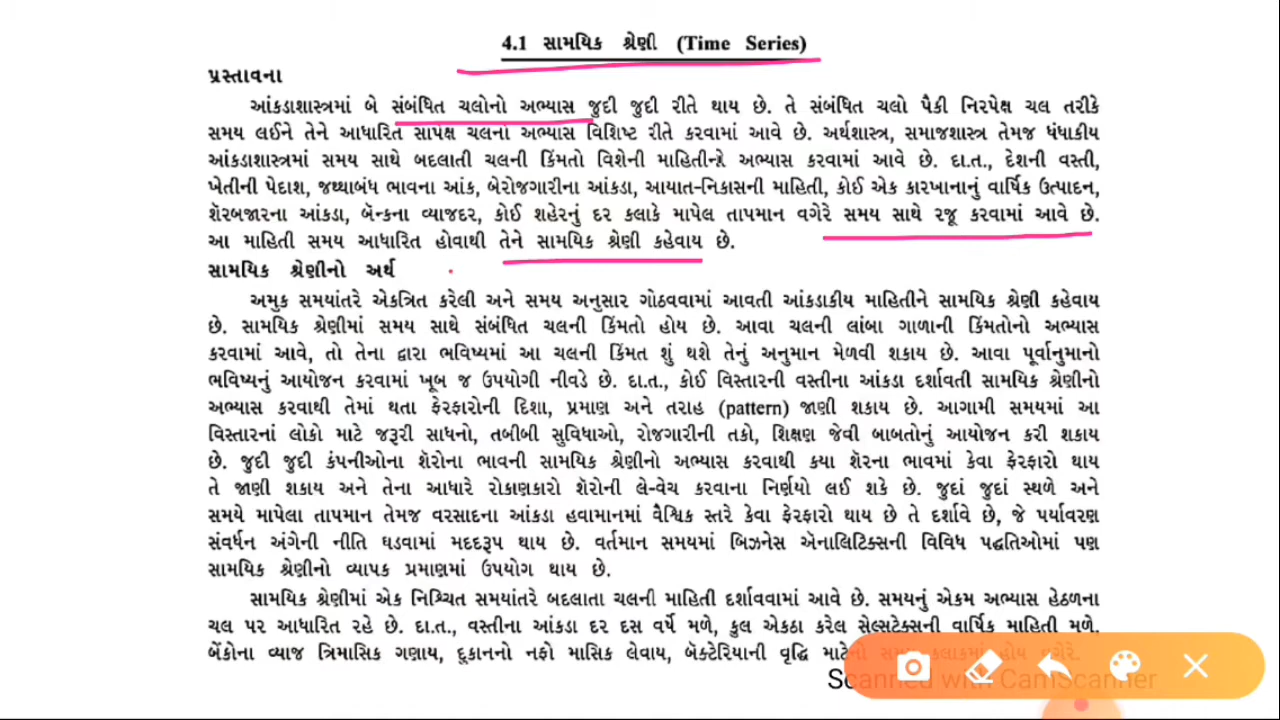 4.1 સામયિક શ્રેણી (Time Series)
પ્રસ્તાવના
આંકડાશાસ્ત્રમાં બે સંબંધિત ચલોનો અભ્યાસ જુદી જુદી રીતે થાય છે. તે સંબંધિત ચલો પૈકી નિરપેક્ષ ચલ તરીકે
સમય લઈને તેને આધારિત સાપેક્ષ ચલનો અભ્યાસ વિશિષ્ટ રીતે કરવામાં આવે છે. અર્થશાસ્ત્ર, સમાજશાસ્ત્ર તેમજ ધંધાકીય
આંકડાશાસ્ત્રમાં સમય સાથે બદલાતી ચલની કિંમતો વિશેની માહિતીનો અભ્યાસ કરવામાં આવે છે. દા.ત., દેશની વસ્તી,
ખેતીની પેદાશ, જથ્થાબંધ ભાવના આંક, બેરોજગારીના આંકડા, આયાત-નિકાસની માહિતી, કોઈ એક કારખાનાનું વાર્ષિક ઉત્પાદન,
શૅરબજારના આંકડા, બૅન્કના વ્યાજદર, કોઈ શહેરનું દર કલાકે માપેલ તાપમાન વગેરે સમય સાથે રજૂ કરવામાં આવે છે.
આ માહિતી સમય આધારિત હોવાથી તેને સામયિક શ્રેણી કહેવાય છે.
સામયિક શ્રેણીનો અર્થ
અમુક સમયાંતરે એકત્રિત કરેલી અને સમય અનુસાર ગોઠવવામાં આવતી આંકડાકીય માહિતીને સામયિક શ્રેણી કહેવાય
છે. સામયિક શ્રેણીમાં સમય સાથે સંબંધિત ચલની કિંમતો હોય છે. આવા ચલની લાંબા ગાળાની કિંમતોનો અભ્યાસ
કરવામાં આવે, તો તેના દ્વારા ભવિષ્યમાં આ ચલની કિંમત શું થશે તેનું અનુમાન મેળવી શકાય છે. આવા પૂર્વાનુમાનો
ભવિષ્યનું આયોજન કરવામાં ખૂબ જ ઉપયોગી નીવડે છે. દા.ત., કોઈ વિસ્તારની વસ્તીના આંકડા દર્શાવતી સામયિક શ્રેણીનો
અભ્યાસ કરવાથી તેમાં થતા ફેરફારોની દિશા, પ્રમાણ અને તરાહ (pattern) જાણી શકાય છે. આગામી સમયમાં આ
વિસ્તારનાં લોકો માટે જરૂરી સાધનો, તબીબી સુવિધાઓ, રોજગારીની તકો, શિક્ષણ જેવી બાબતોનું આયોજન કરી શકાય
છે. જુદી જુદી કંપનીઓના શૅરોના ભાવની સામયિક શ્રેણીનો અભ્યાસ કરવાથી કયા શૅરના ભાવમાં કેવા ફેરફારો થાય
તે જાણી શકાય અને તેના આધારે રોકાણકારો શૅરોની લે-વેચ કરવાના નિર્ણયો લઈ શકે છે. જુદાં જુદાં સ્થળે અને
સમયે માપેલા તાપમાન તેમજ વરસાદના આંકડા હવામાનમાં વૈશ્વિક સ્તરે કેવા ફેરફારો થાય છે તે દર્શાવે છે, જે પર્યાવરણ
સંવર્ધન અંગેની નીતિ ઘડવામાં મદદરૂપ થાય છે. વર્તમાન સમયમાં બિઝનેસ ઍનાલિટિક્સની વિવિધ પદ્ધતિઓમાં પણ
સામયિક શ્રેણીનો વ્યાપક પ્રમાણમાં ઉપયોગ થાય છે.
સામયિક શ્રેણીમાં એક નિશ્ચિત સમયાંતરે બદલાતા ચલની માહિતી દર્શાવવામાં આવે છે. સમયનું એકમ અભ્યાસ હેઠળના
ચલ પર આધારિત રહે છે. દા.ત., વસ્તીના આંકડા દર દસ વર્ષે મળે, કુલ એકઠા કરેલ સેલ્સટેક્સની વાર્ષિક માહિતી મળે.
બેંકોના વ્યાજ ત્રિમાસિક ગણાય, દુકાનનો નફો માસિક લેવાય, બૅક્ટેરિયાની વૃદ્ધિ માટેનો સમય કલાકમાં હોય વગેરે.
Scanned with CamScanner